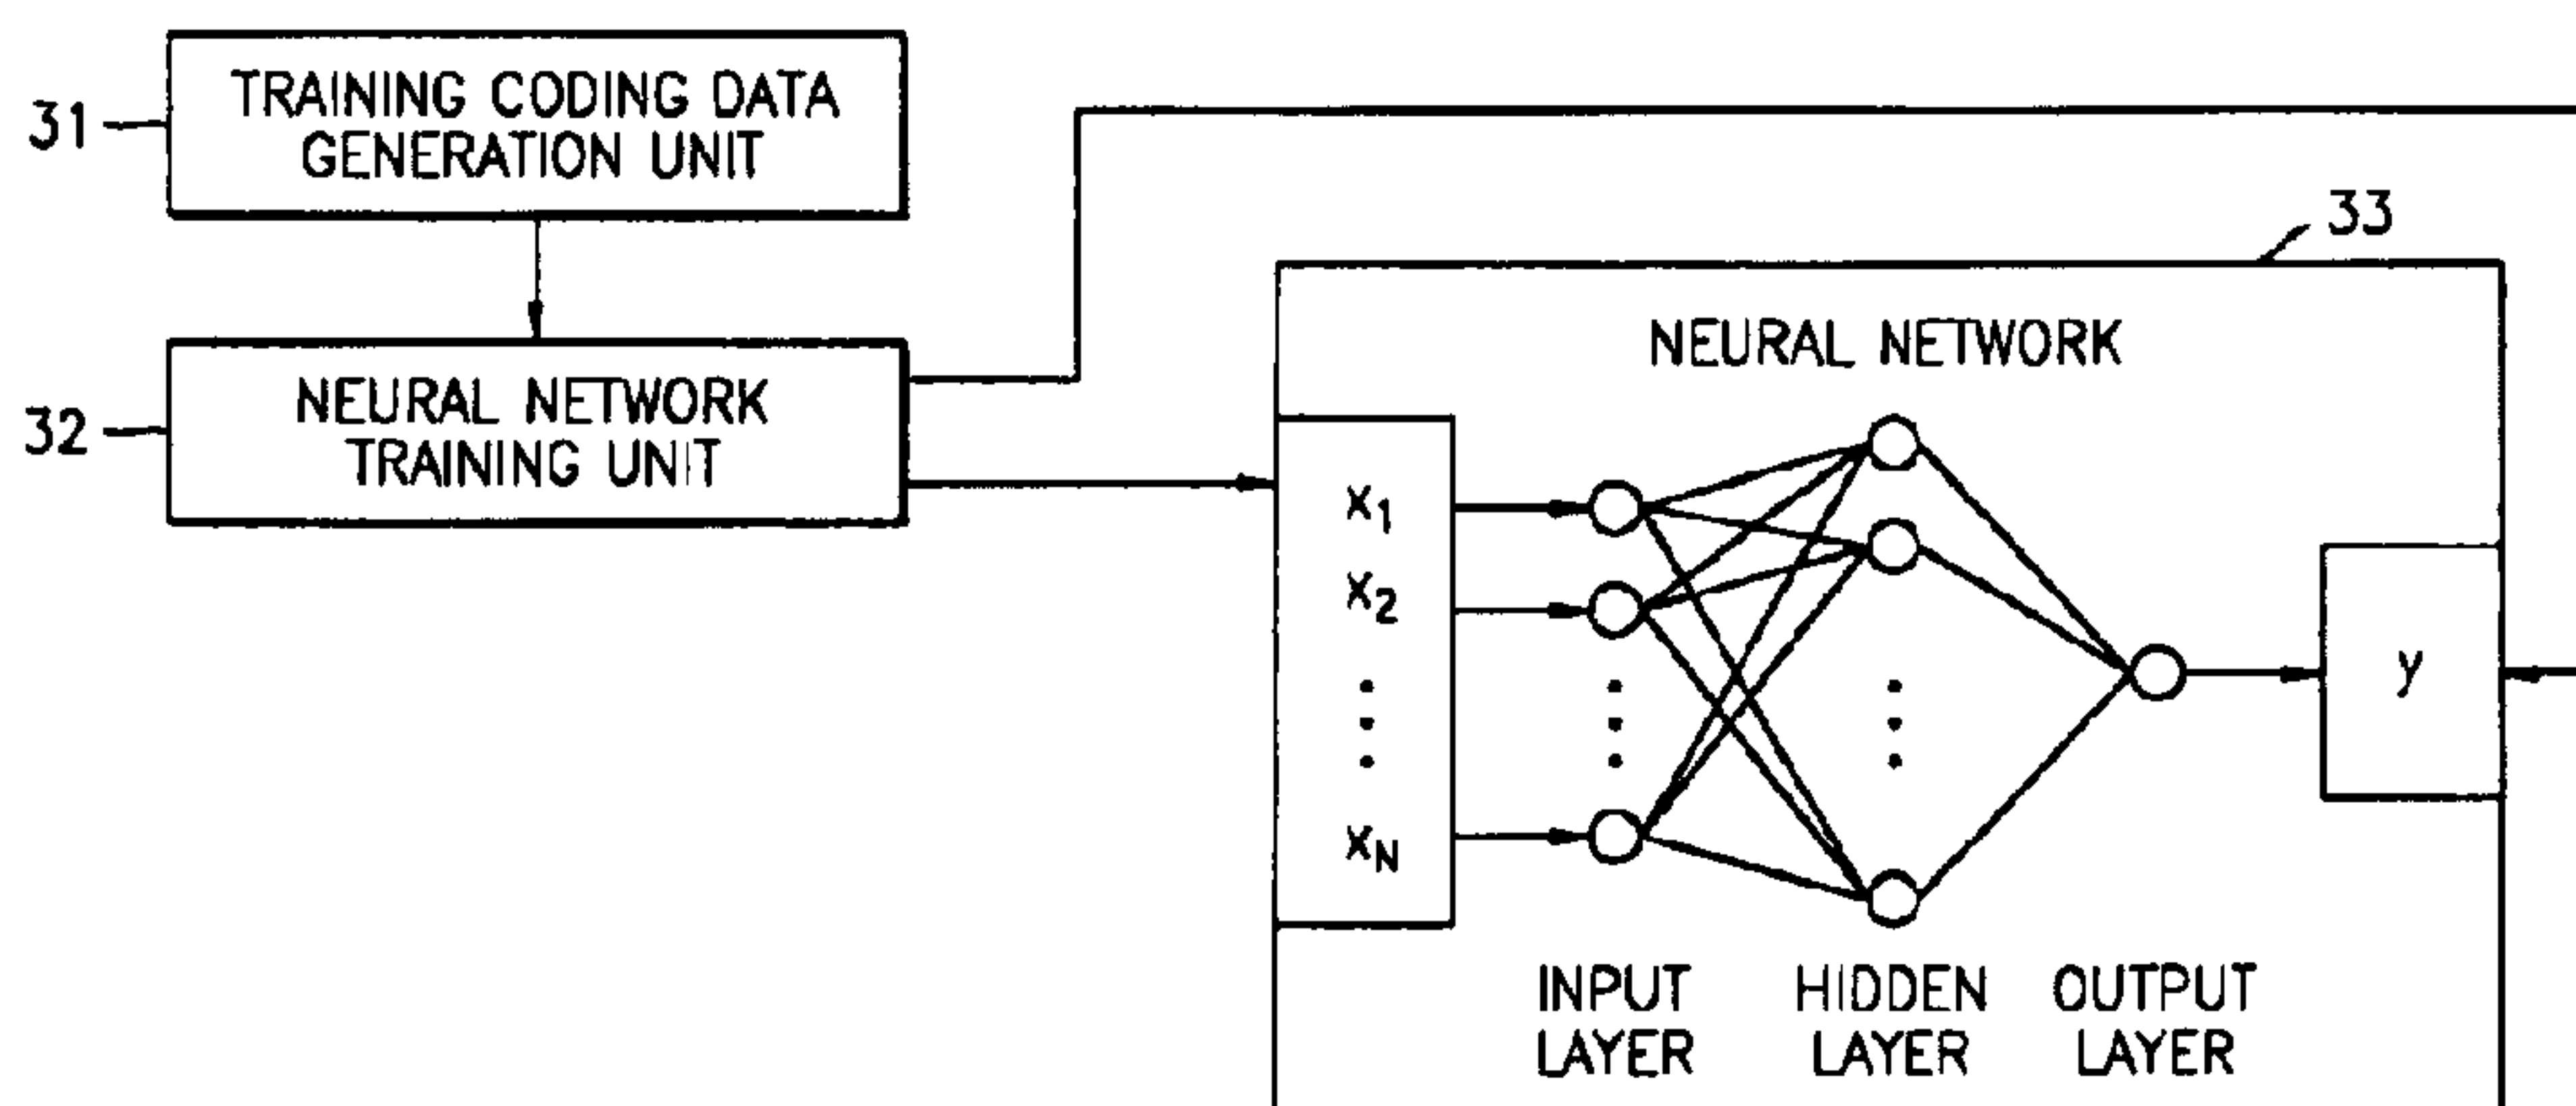 31
TRAINING CODING DATA
GENERATION UNIT
33
NEURAL NETWORK
32
NEURAL NETWORK
TRAINING UNIT
x1
x2
xN
y
INPUT
LAYER
HIDDEN
LAYER
OUTPUT
LAYER